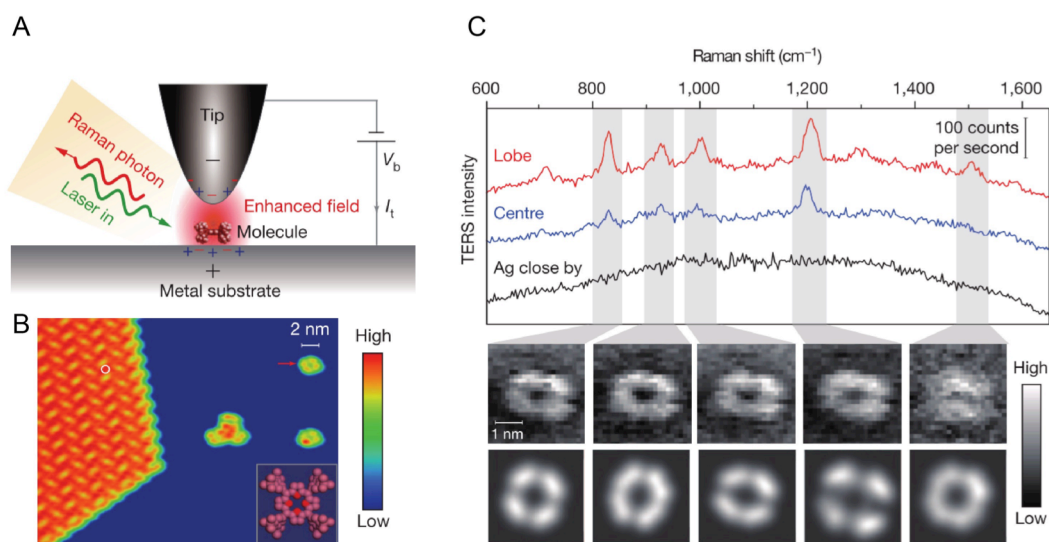 A
Tip
−
Raman photon
Laser in
Enhanced field
Molecule
+
Metal substrate
V_b
I_t
B
2 nm
High
Low
C
Raman shift (cm⁻¹)
600 800 1,000 1,200 1,400 1,600
100 counts
per second
Lobe
Centre
Ag close by
TERS intensity
1 nm
High
Low